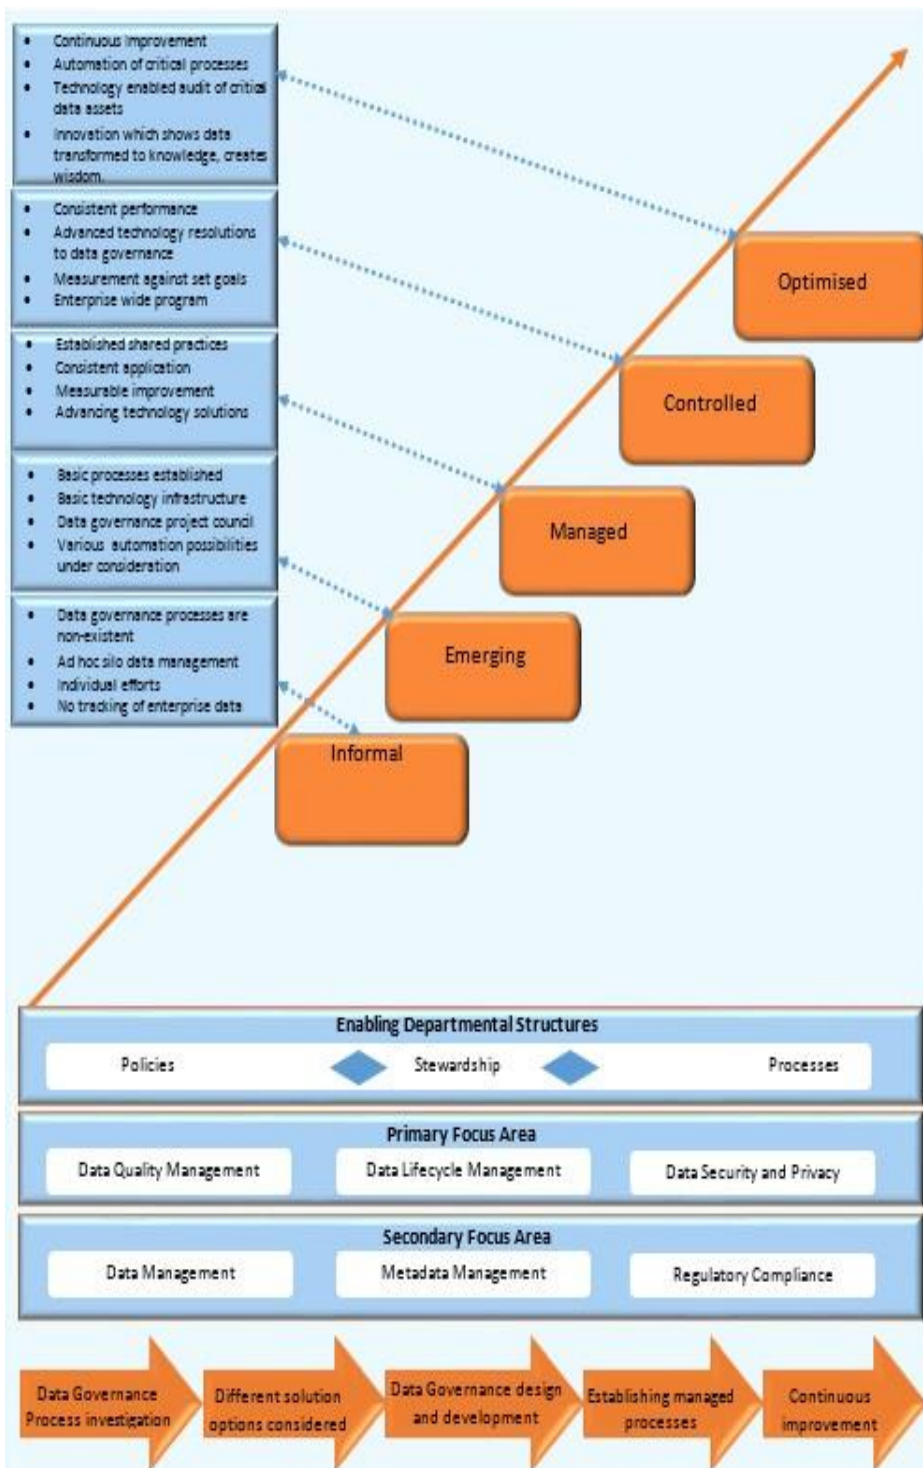 • Continuous Improvement
• Automation of critical processes
• Technology enabled audit of critical
data assets
• Innovation which shows data
transformed to knowledge, creates
wisdom.
• Consistent performance
• Advanced technology resolutions
to data governance
• Measurement against set goals
• Enterprise wide program
• Established shared practices
• Consistent application
• Measurable improvement
• Advancing technology solutions
• Basic processes established
• Basic technology infrastructure
• Data governance project council
• Various automation possibilities
under consideration
• Data governance processes are
non-existent
• Ad hoc silo data management
• Individual efforts
• No tracking of enterprise data
Optimised
Controlled
Managed
Emerging
Informal
Enabling Departmental Structures
Policies Stewardship Processes
Primary Focus Area
Data Quality Management Data Lifecycle Management Data Security and Privacy
Secondary Focus Area
Data Management Metadata Management Regulatory Compliance
Data Governance
Process investigation
Different solution
options considered
Data Governance design
and development
Establishing managed
processes
Continuous
improvement